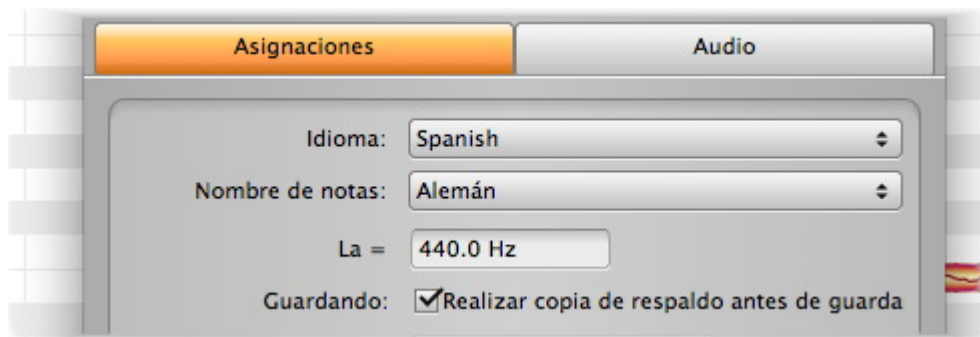 Asignaciones Audio
Idioma: Spanish
Nombre de notas: Alemán
La = 440.0 Hz
Guardando: Realizar copia de respaldo antes de guarda